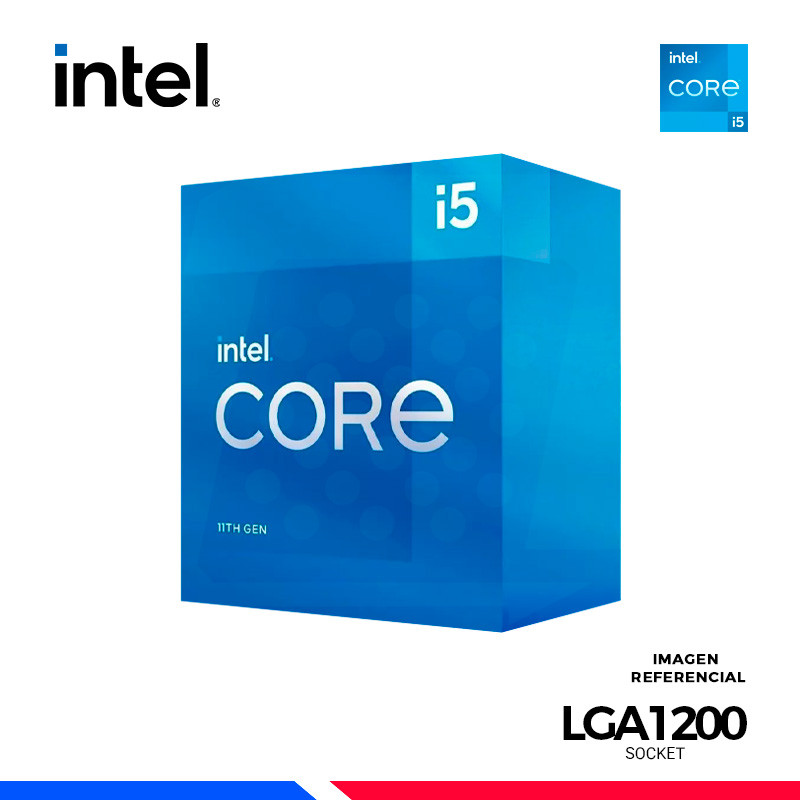 intel®
intel
CORE
i5
i5
intel
CORE
11TH GEN
IMAGEN
REFERENCIAL
LGA1200
SOCKET